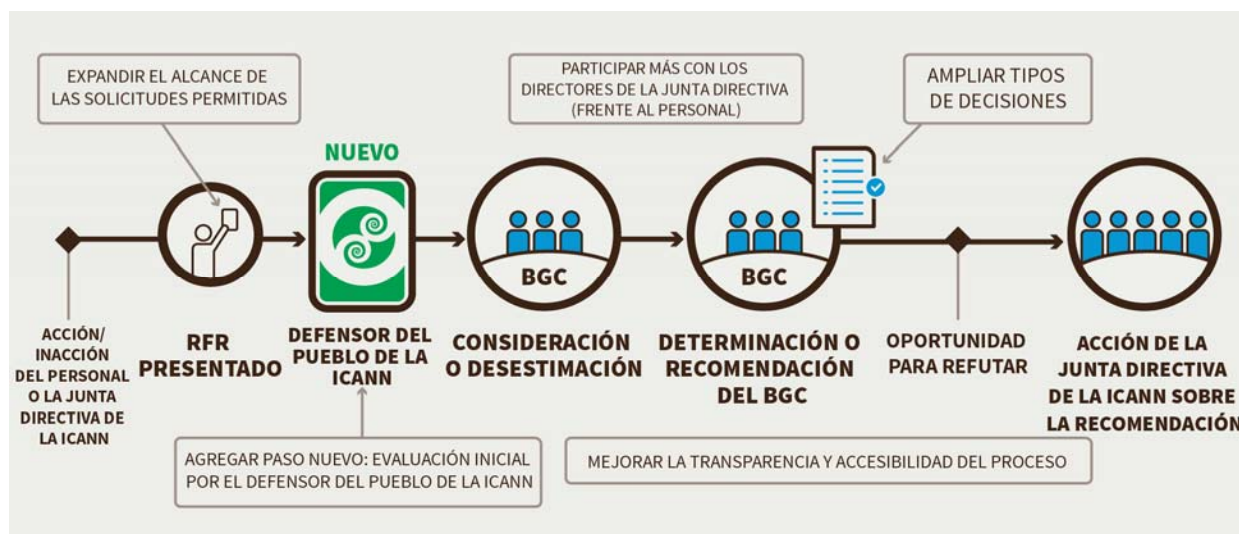 EXPANDIR EL ALCANCE DE
LAS SOLICITUDES PERMITIDAS
PARTICIPAR MÁS CON LOS
DIRECTORES DE LA JUNTA DIRECTIVA
(FRENTE AL PERSONAL)
AMPLIAR TIPOS
DE DECISIONES
NUEVO
BGC
BGC
ACCIÓN/
INACCIÓN
DEL PERSONAL
O LA JUNTA
DIRECTIVA DE
LA ICANN
RFR
PRESENTADO
DEFENSOR DEL
PUEBLO DE LA
ICANN
CONSIDERACIÓN
O DESESTIMACIÓN
DETERMINACIÓN O
RECOMENDACIÓN
DEL BGC
OPORTUNIDAD
PARA REFUTAR
ACCIÓN DE LA
JUNTA DIRECTIVA
DE LA ICANN SOBRE
LA RECOMENDACIÓN
AGREGAR PASO NUEVO: EVALUACIÓN INICIAL
POR EL DEFENSOR DEL PUEBLO DE LA ICANN
MEJORAR LA TRANSPARENCIA Y ACCESIBILIDAD DEL PROCESO